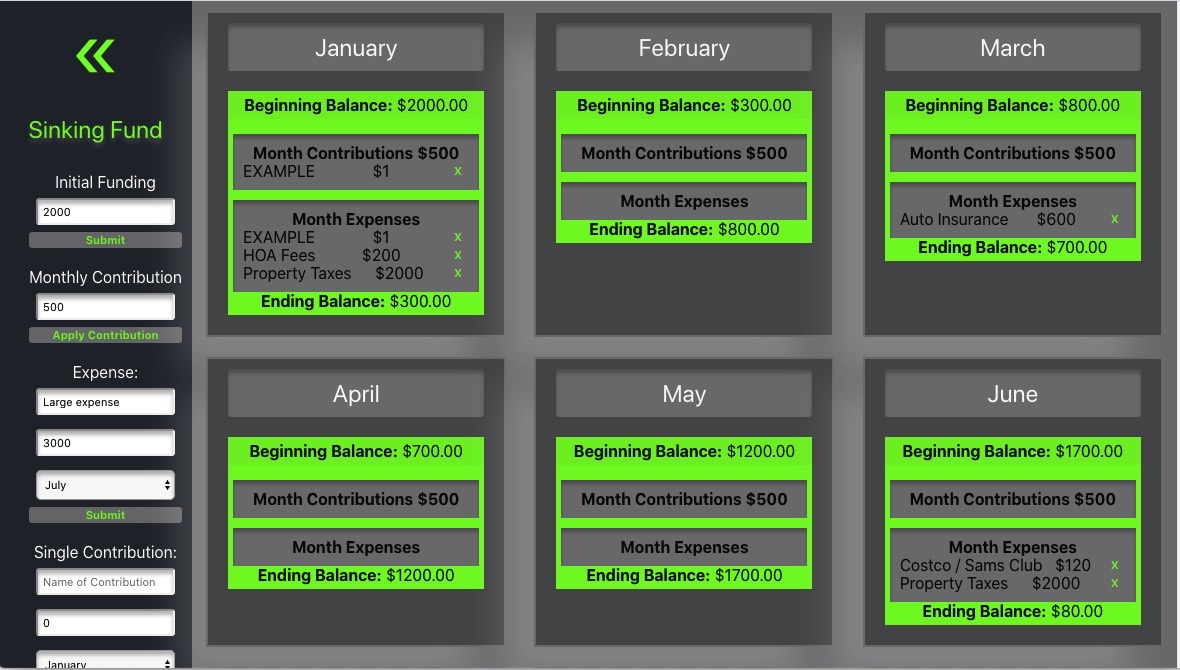 «
Sinking Fund
Initial Funding
2000
Submit
Monthly Contribution
500
Apply Contribution
Expense:
Large expense
3000
July
Submit
Single Contribution:
Name of Contribution
0
January
January
Beginning Balance: $2000.00
Month Contributions $500
EXAMPLE $1 x
Month Expenses
EXAMPLE $1 x
HOA Fees $200 x
Property Taxes $2000 x
Ending Balance: $300.00
February
Beginning Balance: $300.00
Month Contributions $500
Month Expenses
Ending Balance: $800.00
March
Beginning Balance: $800.00
Month Contributions $500
Month Expenses
Auto Insurance $600 x
Ending Balance: $700.00
April
Beginning Balance: $700.00
Month Contributions $500
Month Expenses
Ending Balance: $1200.00
May
Beginning Balance: $1200.00
Month Contributions $500
Month Expenses
Ending Balance: $1700.00
June
Beginning Balance: $1700.00
Month Contributions $500
Month Expenses
Costco / Sams Club $120 x
Property Taxes $2000 x
Ending Balance: $80.00